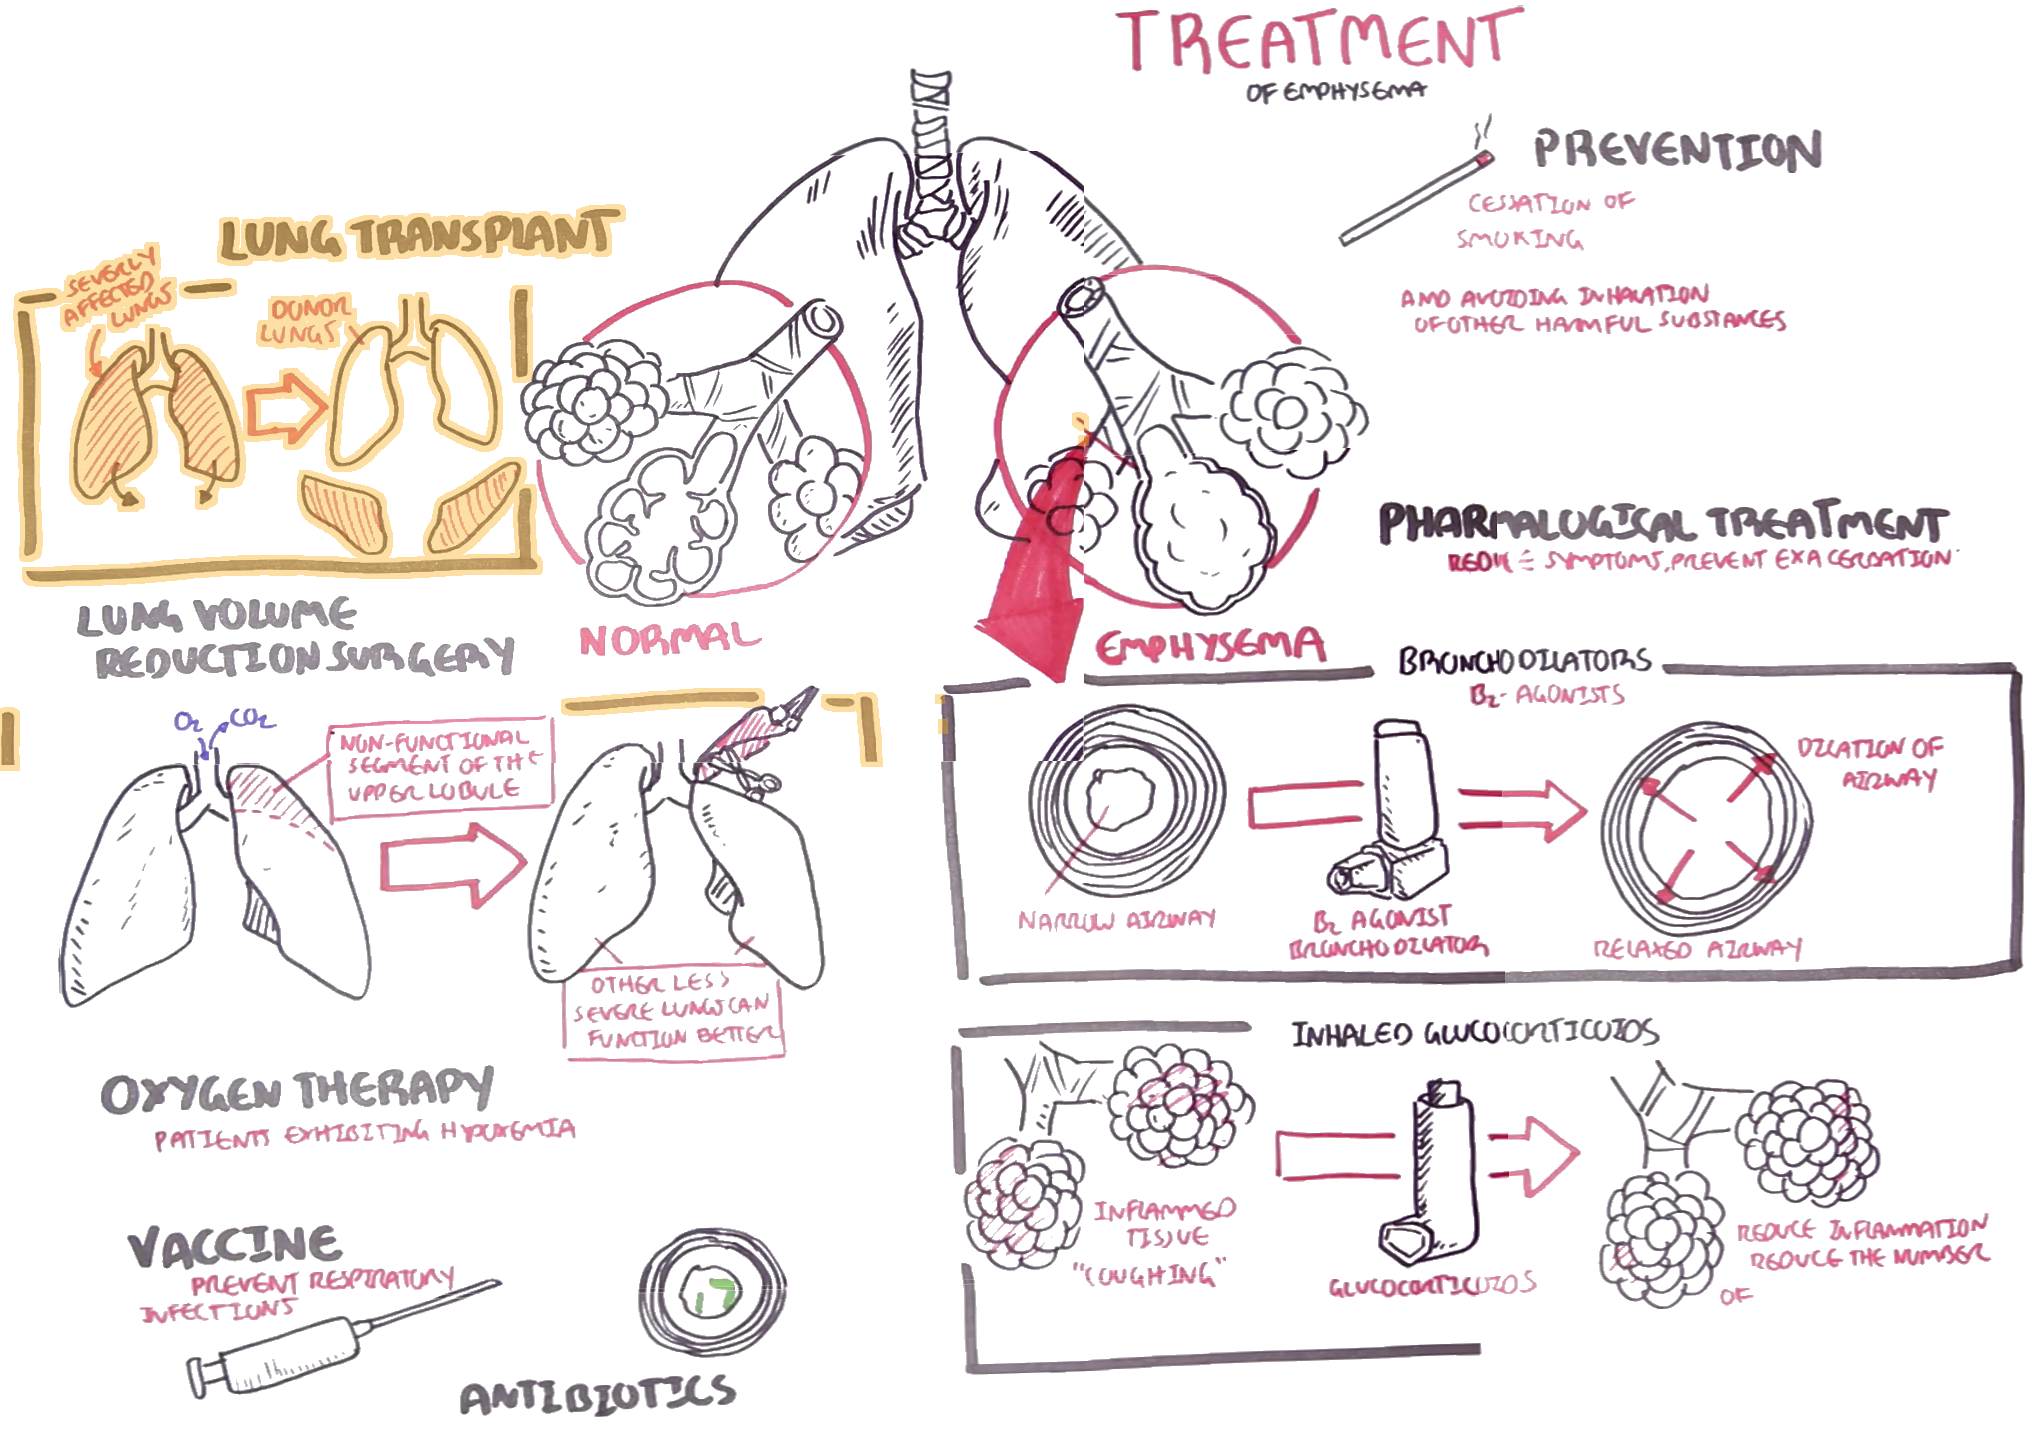 TREATMENT
OF EMPHYSEMA
PREVENTION
CESSATION OF
SMOKING
AND AVOIDING INHALATION
OF OTHER HARMFUL SUBSTANCES
LUNG TRANSPLANT
SEVERLY
AFFECTED
LUNGS
DONOR
LUNGS
NORMAL
EMPHYSEMA
PHARMALOGICAL TREATMENT
SYMPTOMS, PREVENT EXACERBATION
LUNG VOLUME
REDUCTION SURGERY
O2
CO2
NON-FUNCTIONAL
SEGMENT OF THE
UPPER LOBULE
OTHER LESS
SEVERE LUNGS CAN
FUNCTION BETTER
BRONCHODILATORS
B2- AGONISTS
NARROW AIRWAY
B2 AGONIST
BRONCHODILATOR
DILATION OF
AIRWAY
RELAXED AIRWAY
INHALED GLUCOCORTICOIDS
INFLAMMED
TISSUE
"COUGHING"
GLUCOCORTICOIDS
REDUCE INFLAMMATION
REDUCE THE NUMBER
OF
OXYGEN THERAPY
PATIENTS EXHIBITING HYPOXEMIA
VACCINE
PREVENT RESPIRATORY
INFECTIONS
ANTIBIOTICS